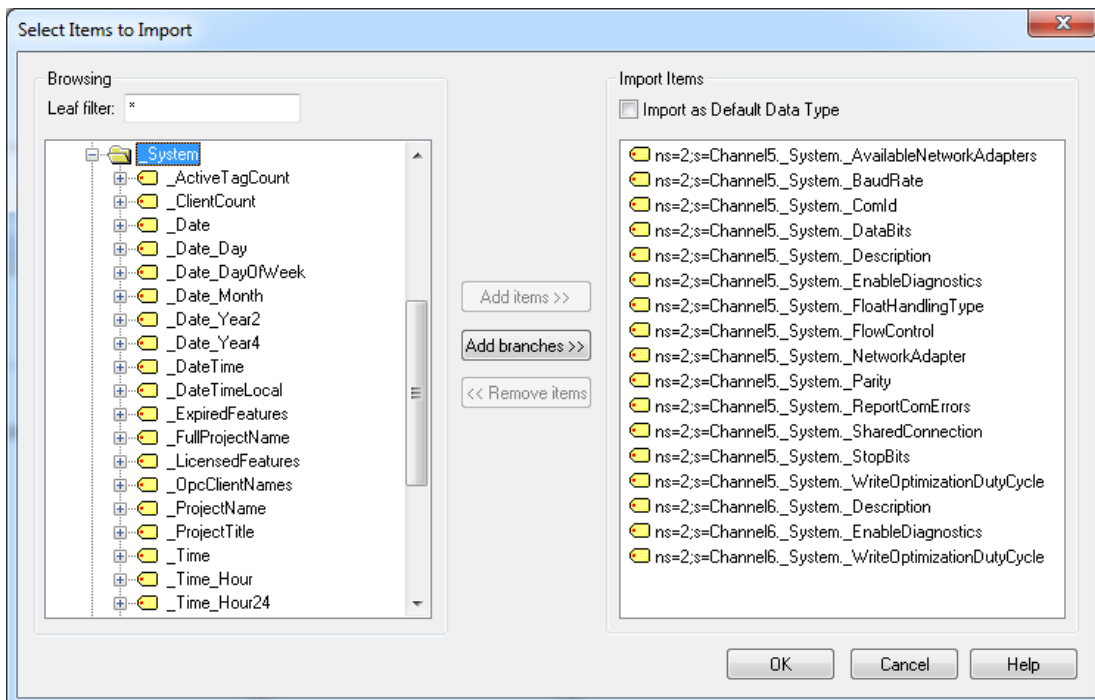 Select Items to Import
Browsing
Leaf filter: *
_System
_ActiveTagCount
_ClientCount
_Date
_Date_Day
_Date_DayOfWeek
_Date_Month
_Date_Year2
_Date_Year4
_DateTime
_DateTimeLocal
_ExpiredFeatures
_FullProjectName
_LicensedFeatures
_OpcClientNames
_ProjectName
_ProjectTitle
_Time
_Time_Hour
_Time_Hour24
Add items >>
Add branches >>
<< Remove items
Import Items
Import as Default Data Type
ns=2;s=Channel5._System._AvailableNetworkAdapters
ns=2;s=Channel5._System._BaudRate
ns=2;s=Channel5._System._ComId
ns=2;s=Channel5._System._DataBits
ns=2;s=Channel5._System._Description
ns=2;s=Channel5._System._EnableDiagnostics
ns=2;s=Channel5._System._FloatHandlingType
ns=2;s=Channel5._System._FlowControl
ns=2;s=Channel5._System._NetworkAdapter
ns=2;s=Channel5._System._Parity
ns=2;s=Channel5._System._ReportComErrors
ns=2;s=Channel5._System._SharedConnection
ns=2;s=Channel5._System._StopBits
ns=2;s=Channel5._System._WriteOptimizationDutyCycle
ns=2;s=Channel6._System._Description
ns=2;s=Channel6._System._EnableDiagnostics
ns=2;s=Channel6._System._WriteOptimizationDutyCycle
OK
Cancel
Help